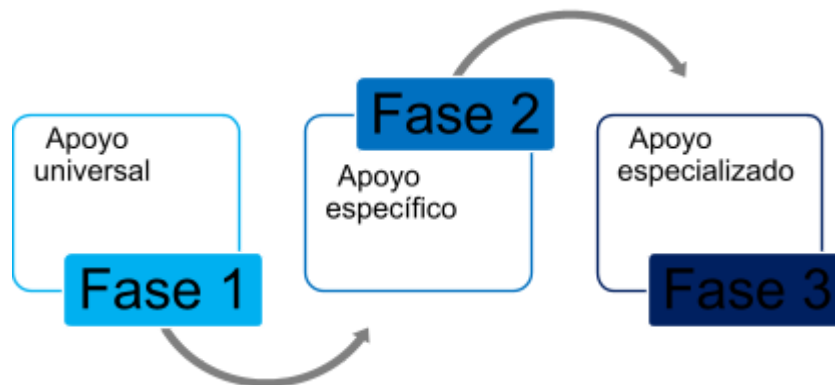 Apoyo
universal
Fase 1
Fase 2
Apoyo
específico
Apoyo
especializado
Fase 3